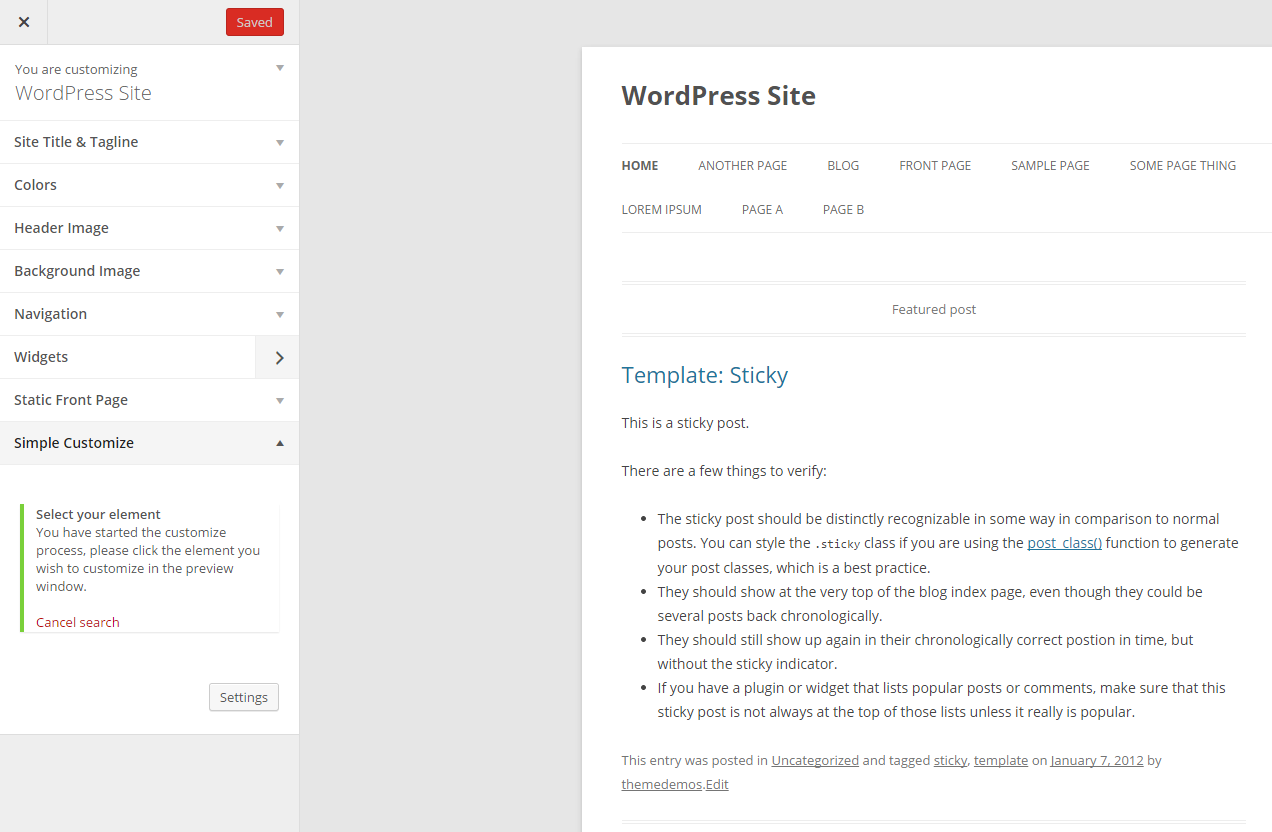 Saved
You are customizing
WordPress Site
Site Title & Tagline
Colors
Header Image
Background Image
Navigation
Widgets
Static Front Page
Simple Customize
Select your element
You have started the customize
process, please click the element you
wish to customize in the preview
window.
Cancel search
Settings
WordPress Site
HOME ANOTHER PAGE BLOG FRONT PAGE SAMPLE PAGE SOME PAGE THING
LOREM IPSUM PAGE A PAGE B
Featured post
Template: Sticky
This is a sticky post.
There are a few things to verify:
The sticky post should be distinctly recognizable in some way in comparison to normal
posts. You can style the .sticky class if you are using the post_class() function to generate
your post classes, which is a best practice.
They should show at the very top of the blog index page, even though they could be
several posts back chronologically.
They should still show up again in their chronologically correct postion in time, but
without the sticky indicator.
If you have a plugin or widget that lists popular posts or comments, make sure that this
sticky post is not always at the top of those lists unless it really is popular.
This entry was posted in Uncategorized and tagged sticky, template on January 7, 2012 by
themedemos.Edit